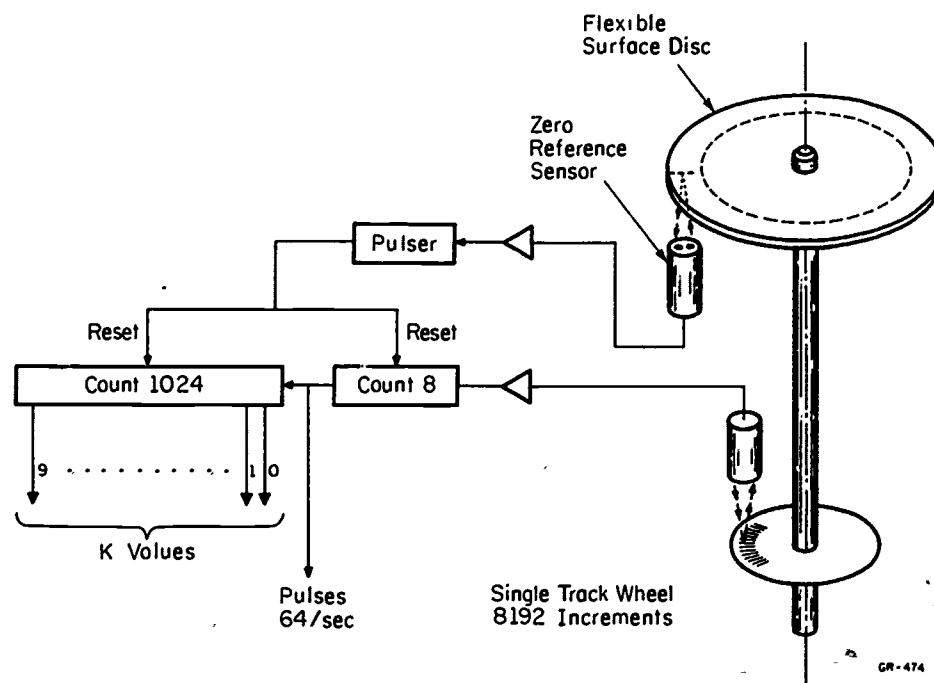 Flexible
Surface Disc
Zero
Reference
Sensor
Pulser
Reset
Reset
Count 1024
Count 8
9 . . . . . . . . . . 1 0
K Values
Pulses
64/sec
Single Track Wheel
8192 Increments
GR-474